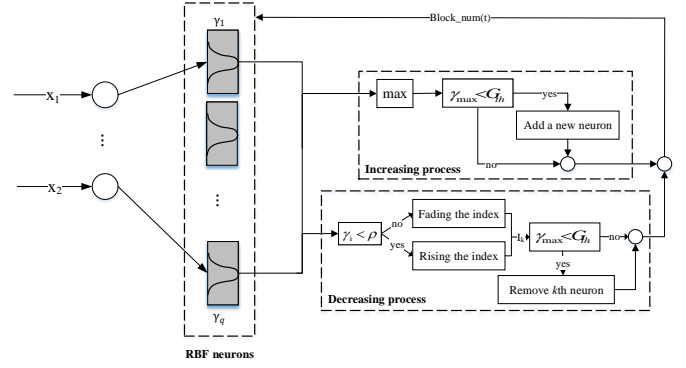 γ₁
Block_num(t)
X₁
...
X₂
...
γq
RBF neurons
max
γmax<Gth
yes
Add a new neuron
no
Increasing process
γi < ρ
no
Fading the index
yes
Rising the index
Ik
γmax<Gth
no
yes
Remove kth neuron
Decreasing process